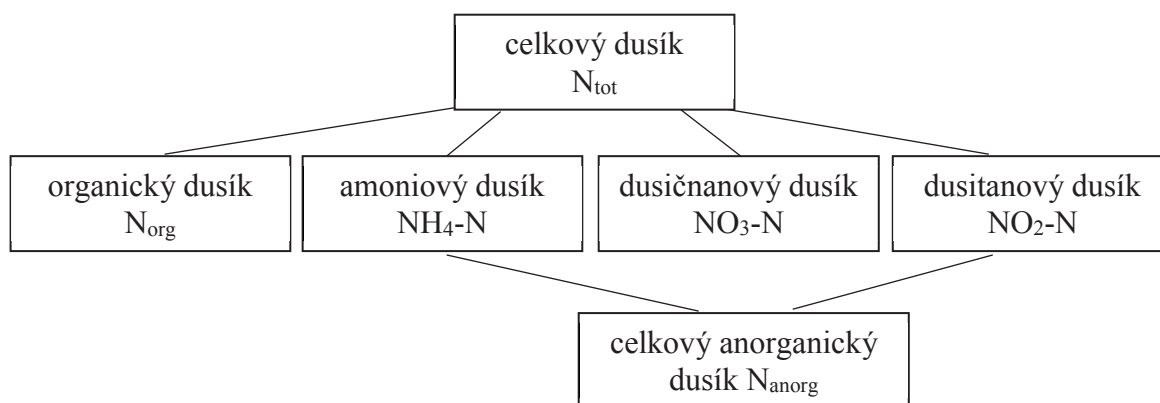 celkový dusík
Ntot
organický dusík
Norg
amoniový dusík
NH4-N
dusičnanový dusík
NO3-N
dusitanový dusík
NO2-N
celkový anorganický
dusík Nanorg